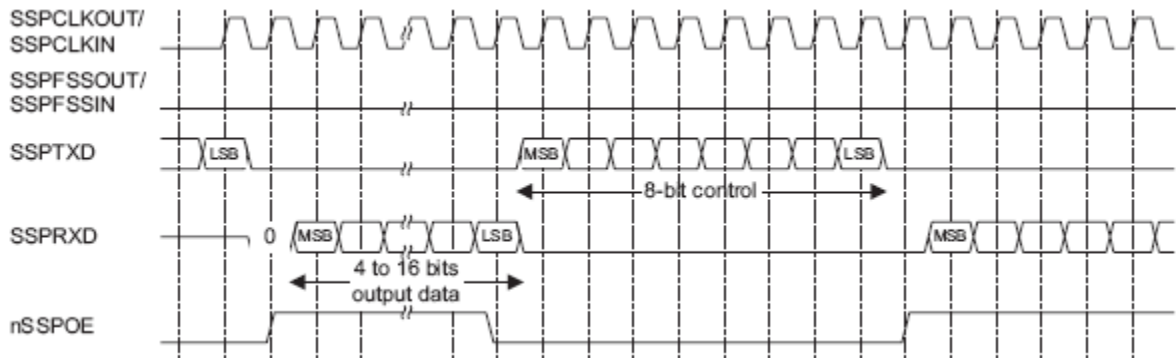 SSPCLKOUT/
SSPCLKIN
SSPFSSOUT/
SSPFSSIN
SSPTXD
LSB
MSB
LSB
8-bit control
SSPRXD
0
MSB
LSB
MSB
4 to 16 bits
output data
nSSPOE